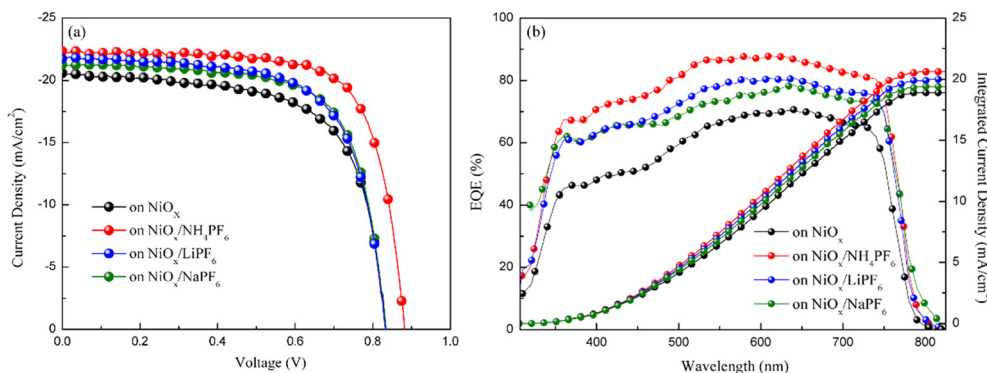 (a)
-25
-20
-15
-10
-5
0
Current Density (mA/cm²)
on NiOₓ
on NiOₓ/NH₄PF₆
on NiOₓ/LiPF₆
on NiOₓ/NaPF₆
0.0 0.2 0.4 0.6 0.8 1.0
Voltage (V)
(b)
100
80
60
40
20
0
EQE (%)
on NiOₓ
on NiOₓ/NH₄PF₆
on NiOₓ/LiPF₆
on NiOₓ/NaPF₆
400 500 600 700 800
Wavelength (nm)
25
20
15
10
5
0
Integrated Current Density (mA/cm²)